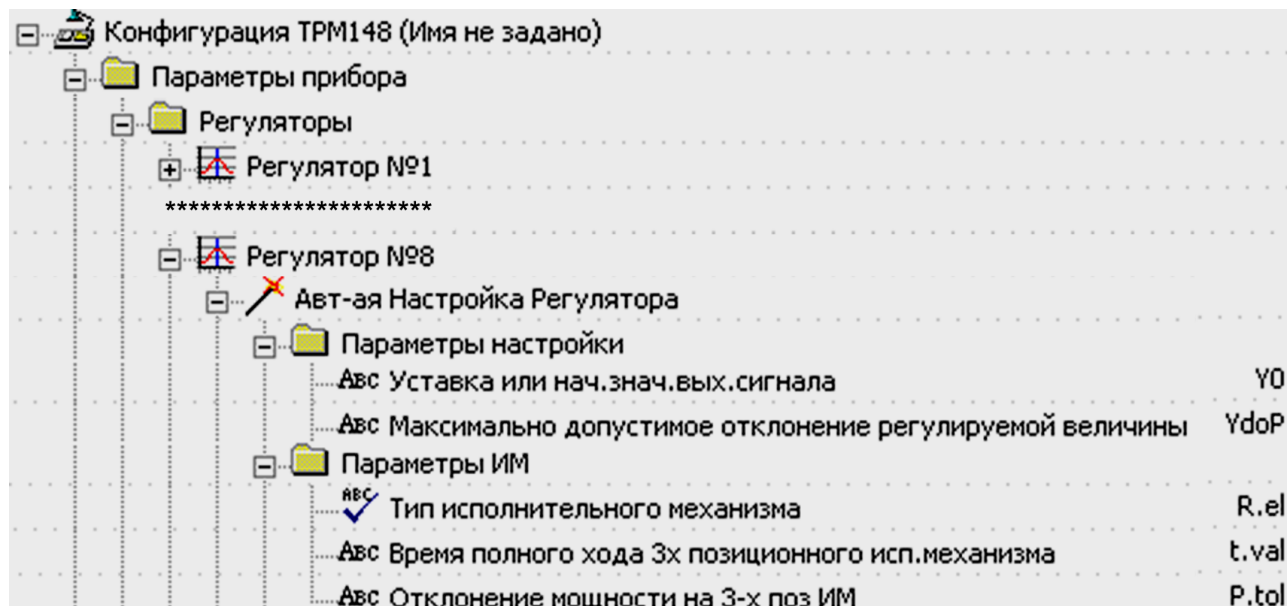 Конфигурация ТРМ148 (Имя не задано)
Параметры прибора
Регуляторы
Регулятор №1
***********************
Регулятор №8
Авт-ая Настройка Регулятора
Параметры настройки
Авс Уставка или нач.знач.вых.сигнала Y0
Авс Максимально допустимое отклонение регулируемой величины YdoP
Параметры ИМ
АВС Тип исполнительного механизма R.el
Авс Время полного хода 3х позиционного исп.механизма t.val
Авс Отклонение мощности на 3-х поз ИМ P.tol